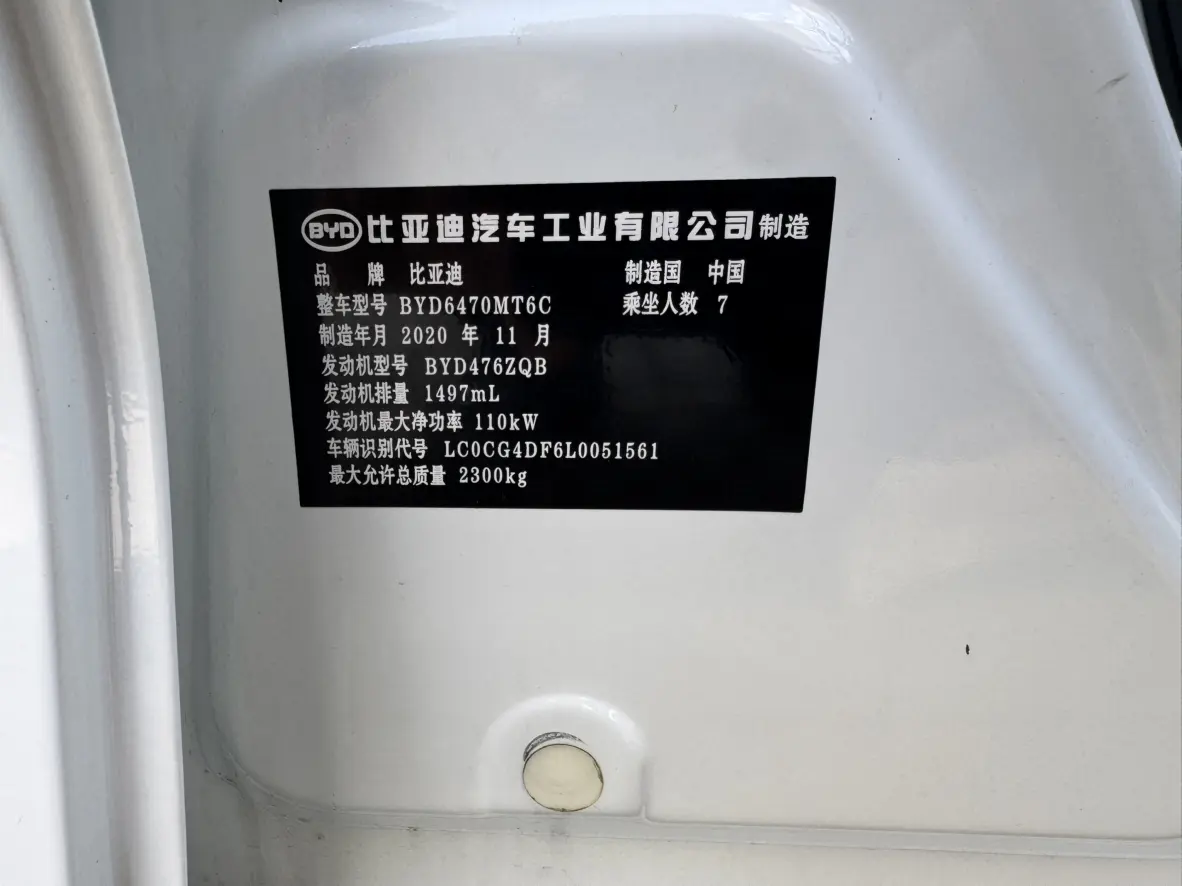 BYD 比亚迪汽车工业有限公司制造
品 牌 比亚迪 制造国 中国
整车型号 BYD6470MT6C 乘坐人数 7
制造年月 2020 年 11 月
发动机型号 BYD476ZQB
发动机排量 1497mL
发动机最大净功率 110kW
车辆识别代号 LC0CG4DF6L0051561
最大允许总质量 2300kg